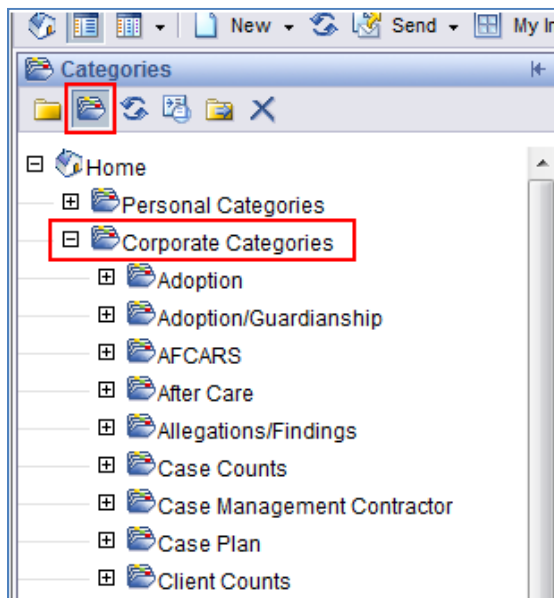 New Send My In
Categories
Home
Personal Categories
Corporate Categories
Adoption
Adoption/Guardianship
AFCARS
After Care
Allegations/Findings
Case Counts
Case Management Contractor
Case Plan
Client Counts